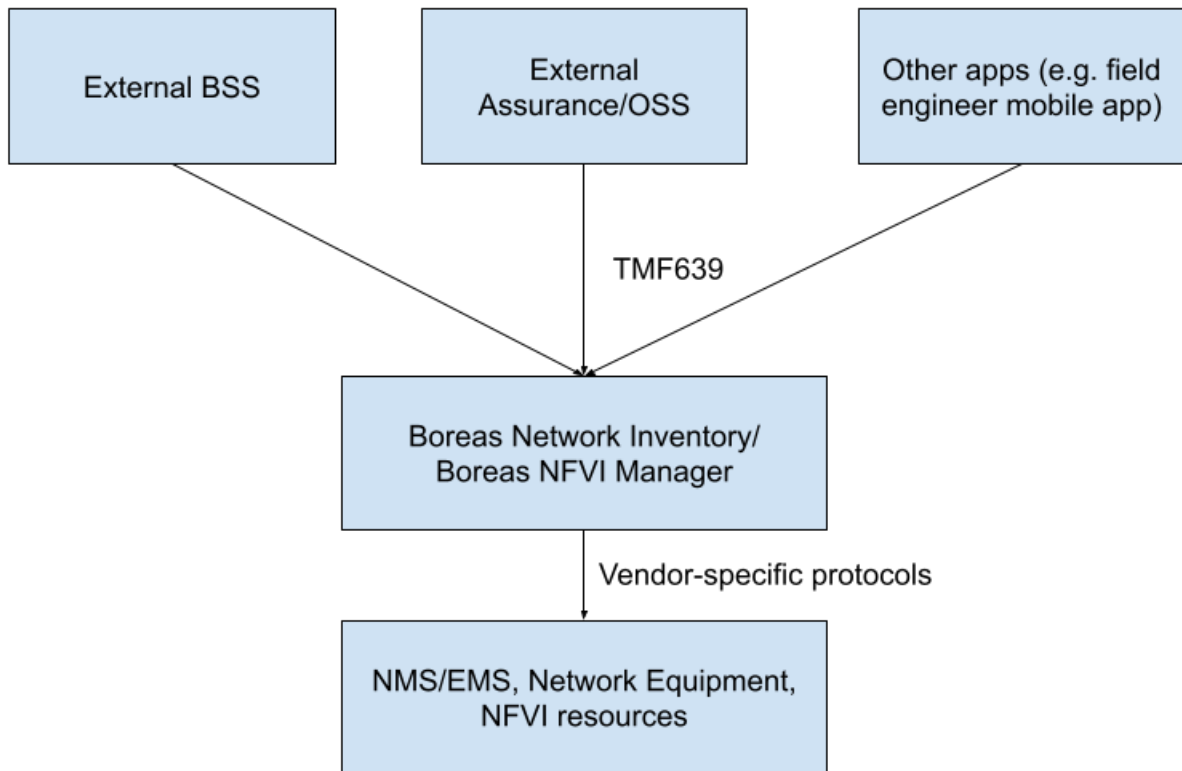 External BSS
External
Assurance/OSS
Other apps (e.g. field
engineer mobile app)
TMF639
Boreas Network Inventory/
Boreas NFVI Manager
Vendor-specific protocols
NMS/EMS, Network Equipment,
NFVI resources